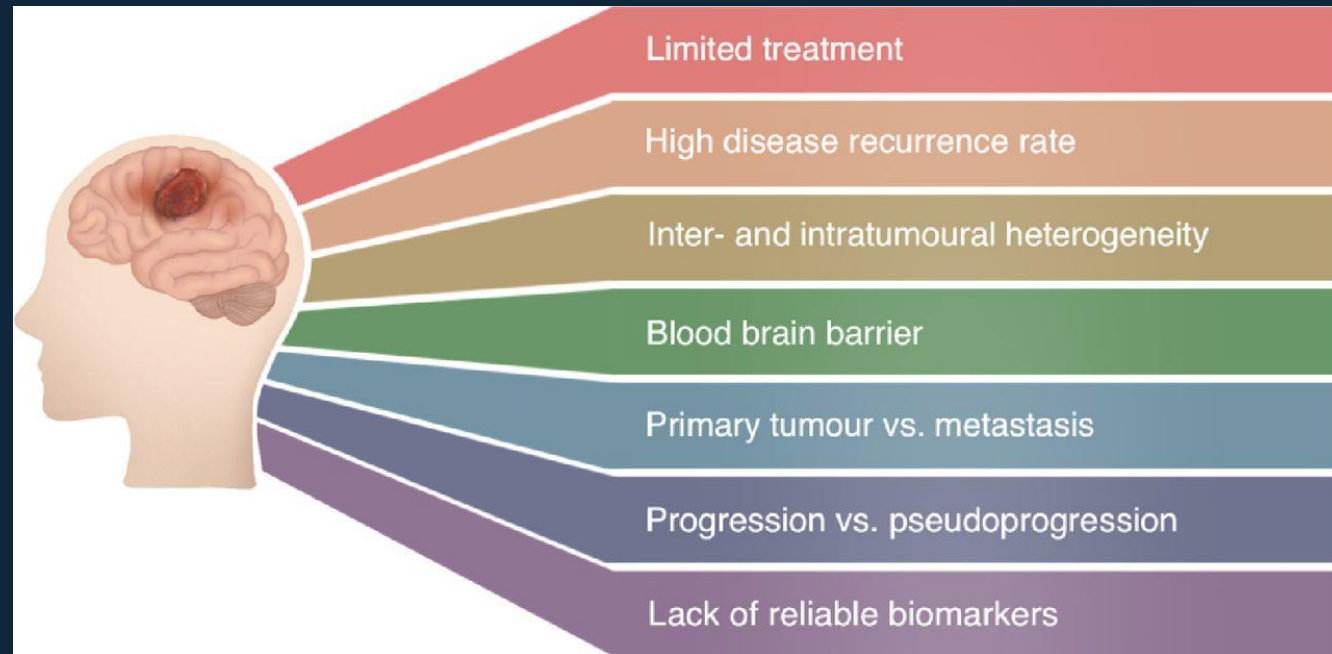 Limited treatment
High disease recurrence rate
Inter- and intratumoural heterogeneity
Blood brain barrier
Primary tumour vs. metastasis
Progression vs. pseudoprogression
Lack of reliable biomarkers